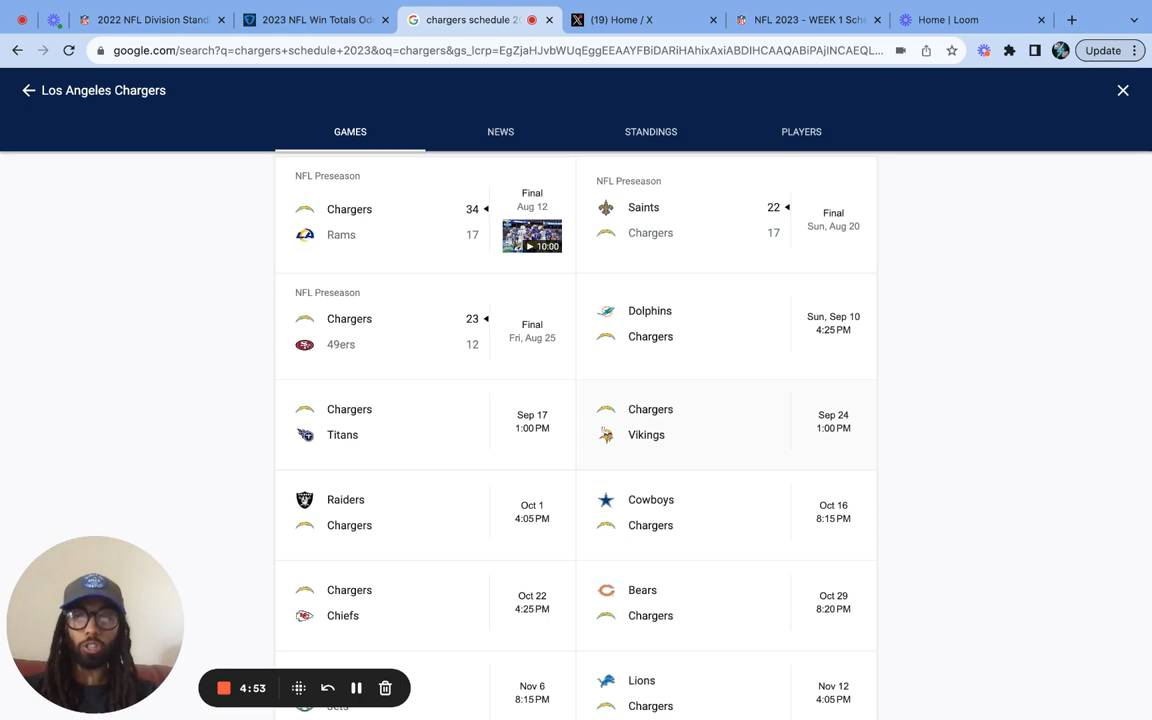 2022 NFL Division Stand
2023 NFL Win Totals Od
chargers schedule 20
(19) Home / X
NFL 2023 - WEEK 1 Sch
Home | Loom
google.com/search?q=chargers+schedule+2023&oq=chargers&gs_lcrp=EgZjaHJvbWUqEggEEAAYFBiDARiHAhixAxiABDIHCAAQABiPAjINCAEQL...
Update
Los Angeles Chargers
GAMES
NEWS
STANDINGS
PLAYERS
NFL Preseason
Chargers 34
Rams 17
Final
Aug 12
10:00
NFL Preseason
Saints 22
Chargers 17
Final
Sun, Aug 20
NFL Preseason
Chargers 23
49ers 12
Final
Fri, Aug 25
Dolphins
Chargers
Sun, Sep 10
4:25 PM
Chargers
Titans
Sep 17
1:00 PM
Chargers
Vikings
Sep 24
1:00 PM
Raiders
Chargers
Oct 1
4:05 PM
Cowboys
Chargers
Oct 16
8:15 PM
Chargers
Chiefs
Oct 22
4:25 PM
Bears
Chargers
Oct 29
8:20 PM
Jets
Nov 6
8:15 PM
Lions
Chargers
Nov 12
4:05 PM
4:53